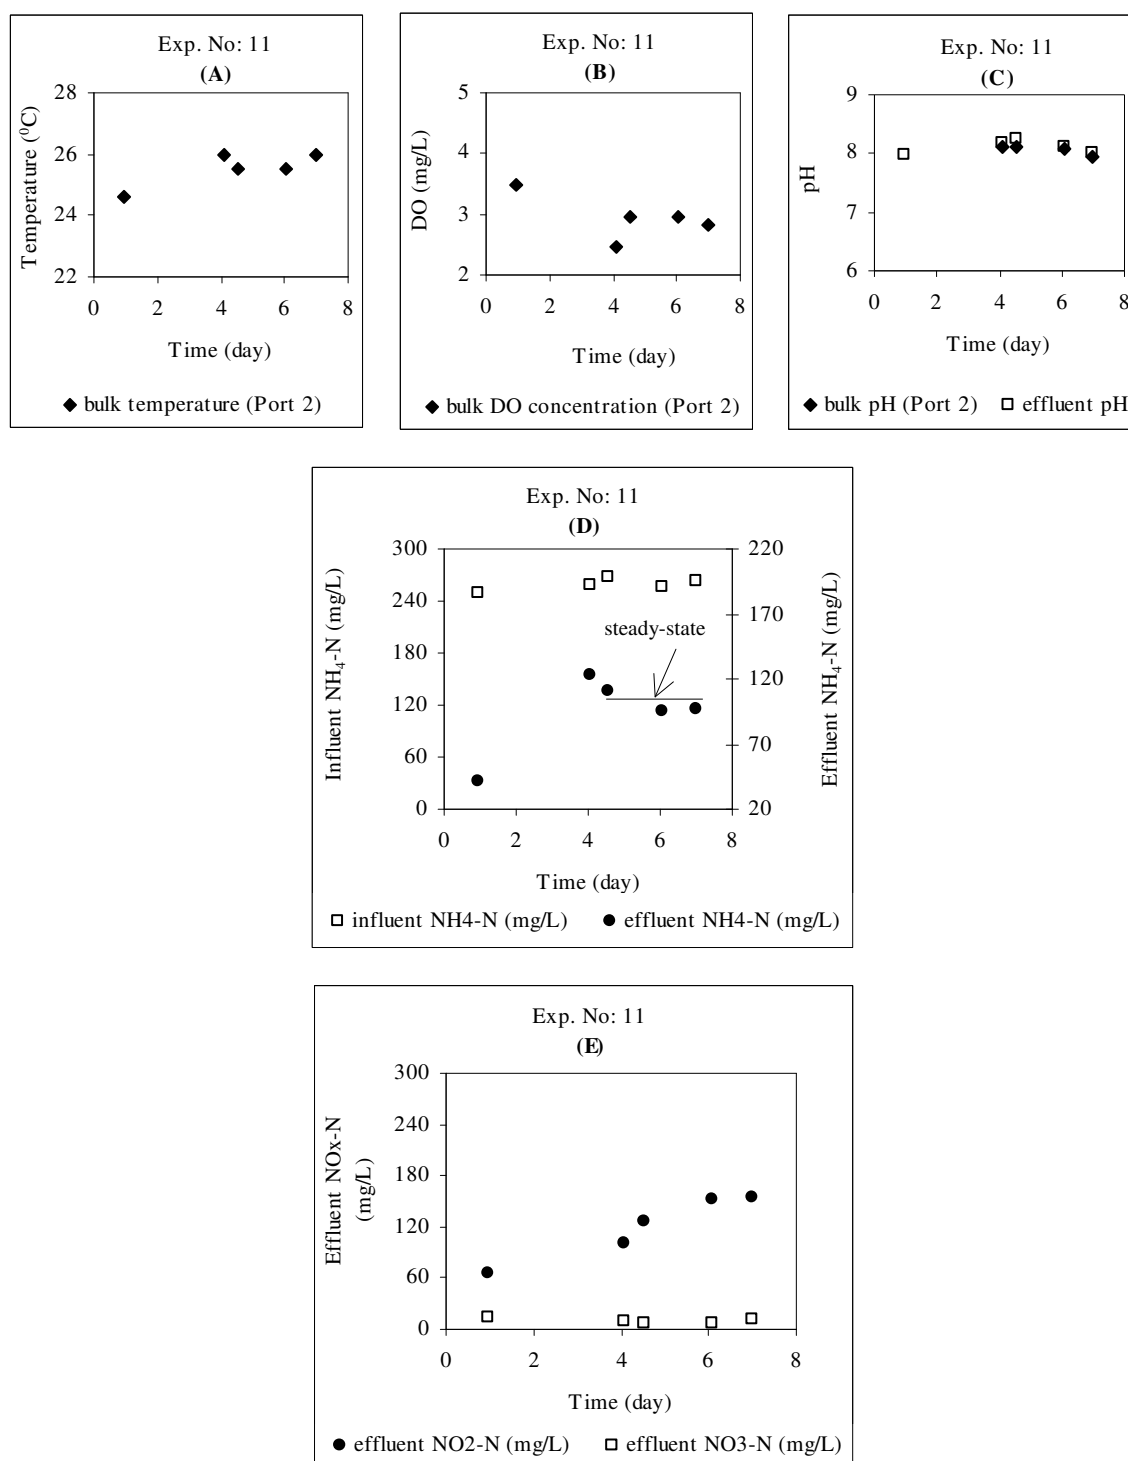 Exp. No: 11
(A)
Temperature (⁰C)
28
26
24
22
0 2 4 6 8
Time (day)
◆ bulk temperature (Port 2)
Exp. No: 11
(B)
DO (mg/L)
5
4
3
2
0 2 4 6 8
Time (day)
◆ bulk DO concentration (Port 2)
Exp. No: 11
(C)
pH
9
8
7
6
0 2 4 6 8
Time (day)
◆ bulk pH (Port 2) □ effluent pH
Exp. No: 11
(D)
Influent NH₄-N (mg/L)
300
240
180
120
60
0
steady-state
220
170
120
70
20
Effluent NH₄-N (mg/L)
0 2 4 6 8
Time (day)
□ influent NH4-N (mg/L) ● effluent NH4-N (mg/L)
Exp. No: 11
(E)
Effluent NOx-N
(mg/L)
300
240
180
120
60
0
0 2 4 6 8
Time (day)
● effluent NO2-N (mg/L) □ effluent NO3-N (mg/L)